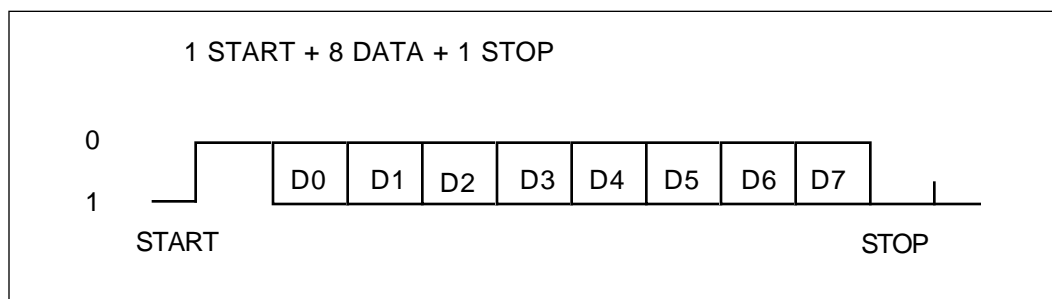 1 START + 8 DATA + 1 STOP
0
D0 D1 D2 D3 D4 D5 D6 D7
1
START STOP